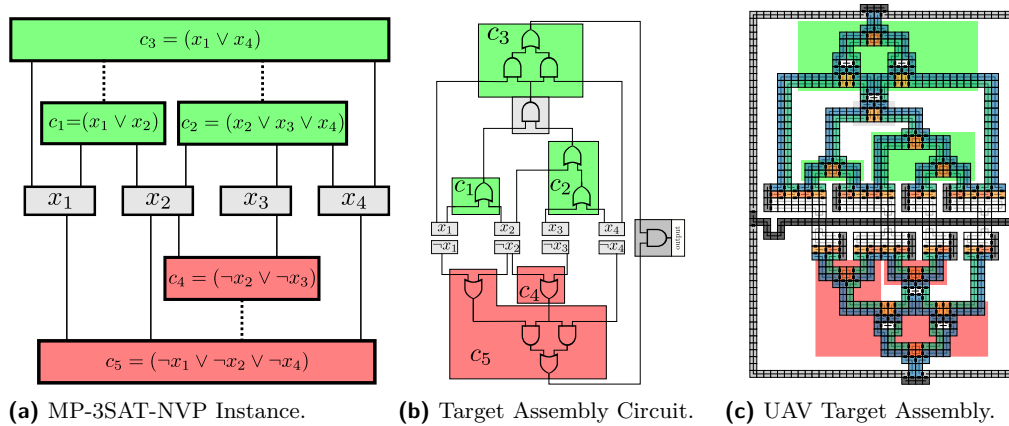 c₃ = (x₁ ∨ x₄)
c₁=(x₁ ∨ x₂)
c₂ = (x₂ ∨ x₃ ∨ x₄)
x₁ x₂ x₃ x₄
c₄ = (¬x₂ ∨ ¬x₃)
c₅ = (¬x₁ ∨ ¬x₂ ∨ ¬x₄)
(a) MP-3SAT-NVP Instance.
c₃
c₁
c₂
x₁ x₂ x₃ x₄
¬x₁ ¬x₂ ¬x₃ ¬x₄
output
c₄
c₅
(b) Target Assembly Circuit.
(c) UAV Target Assembly.